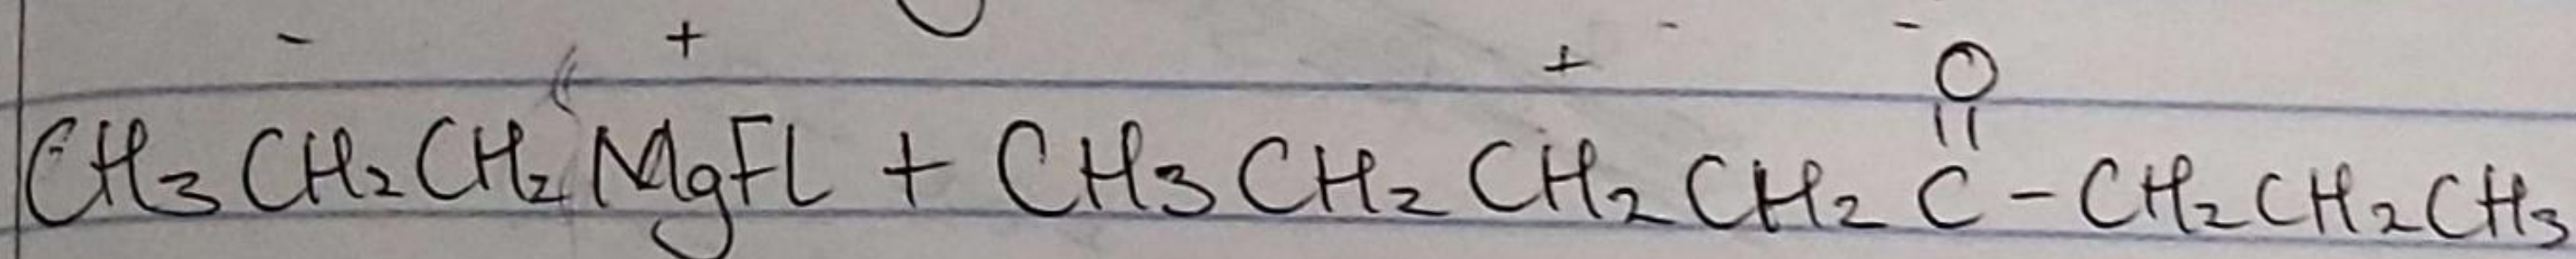 - + + - - O
CH3CH2CH2MgFl + CH3CH2CH2CH2C-CH2CH2CH3